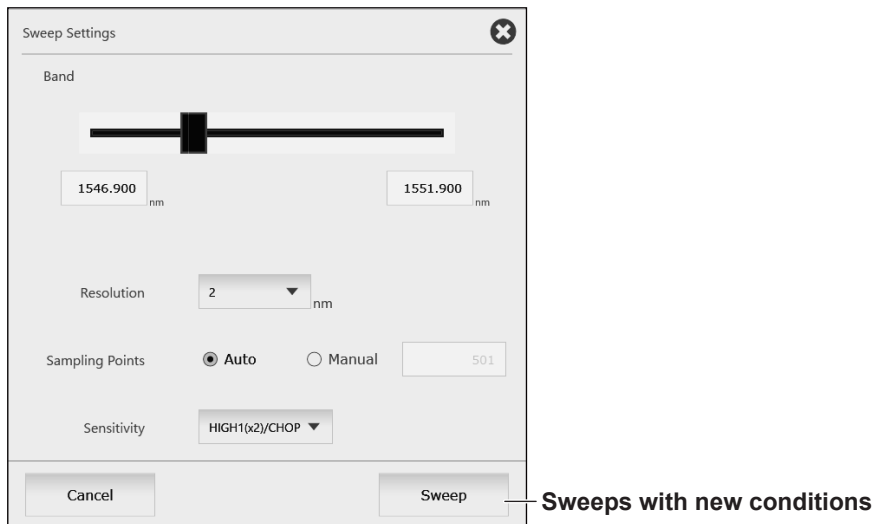 Sweep Settings
Band
1546.900 nm
1551.900 nm
Resolution 2 nm
Sampling Points Auto Manual 501
Sensitivity HIGH1(x2)/CHOP
Cancel Sweep Sweeps with new conditions